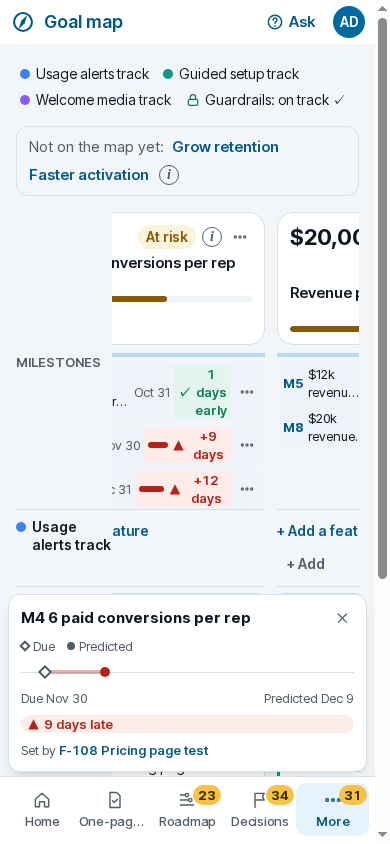 Goal map
Ask
AD
Usage alerts track
Guided setup track
Welcome media track
Guardrails: on track ✓
Not on the map yet: Grow retention
Faster activation
i
At risk
i
•••
nversions per rep
$20,00
Revenue p
MILESTONES
r…
Oct 31
✓ 1 days early
•••
ov 30
▲ +9 days
•••
c 31
▲ +12 days
•••
M5 $12k revenu…
M8 $20k revenue.
Usage alerts track
ature
+ Add a feat
+ Add
M4 6 paid conversions per rep
Due
Predicted
Due Nov 30
Predicted Dec 9
▲ 9 days late
Set by F-108 Pricing page test
Home
One-pag…
23
Roadmap
34
Decisions
31
More